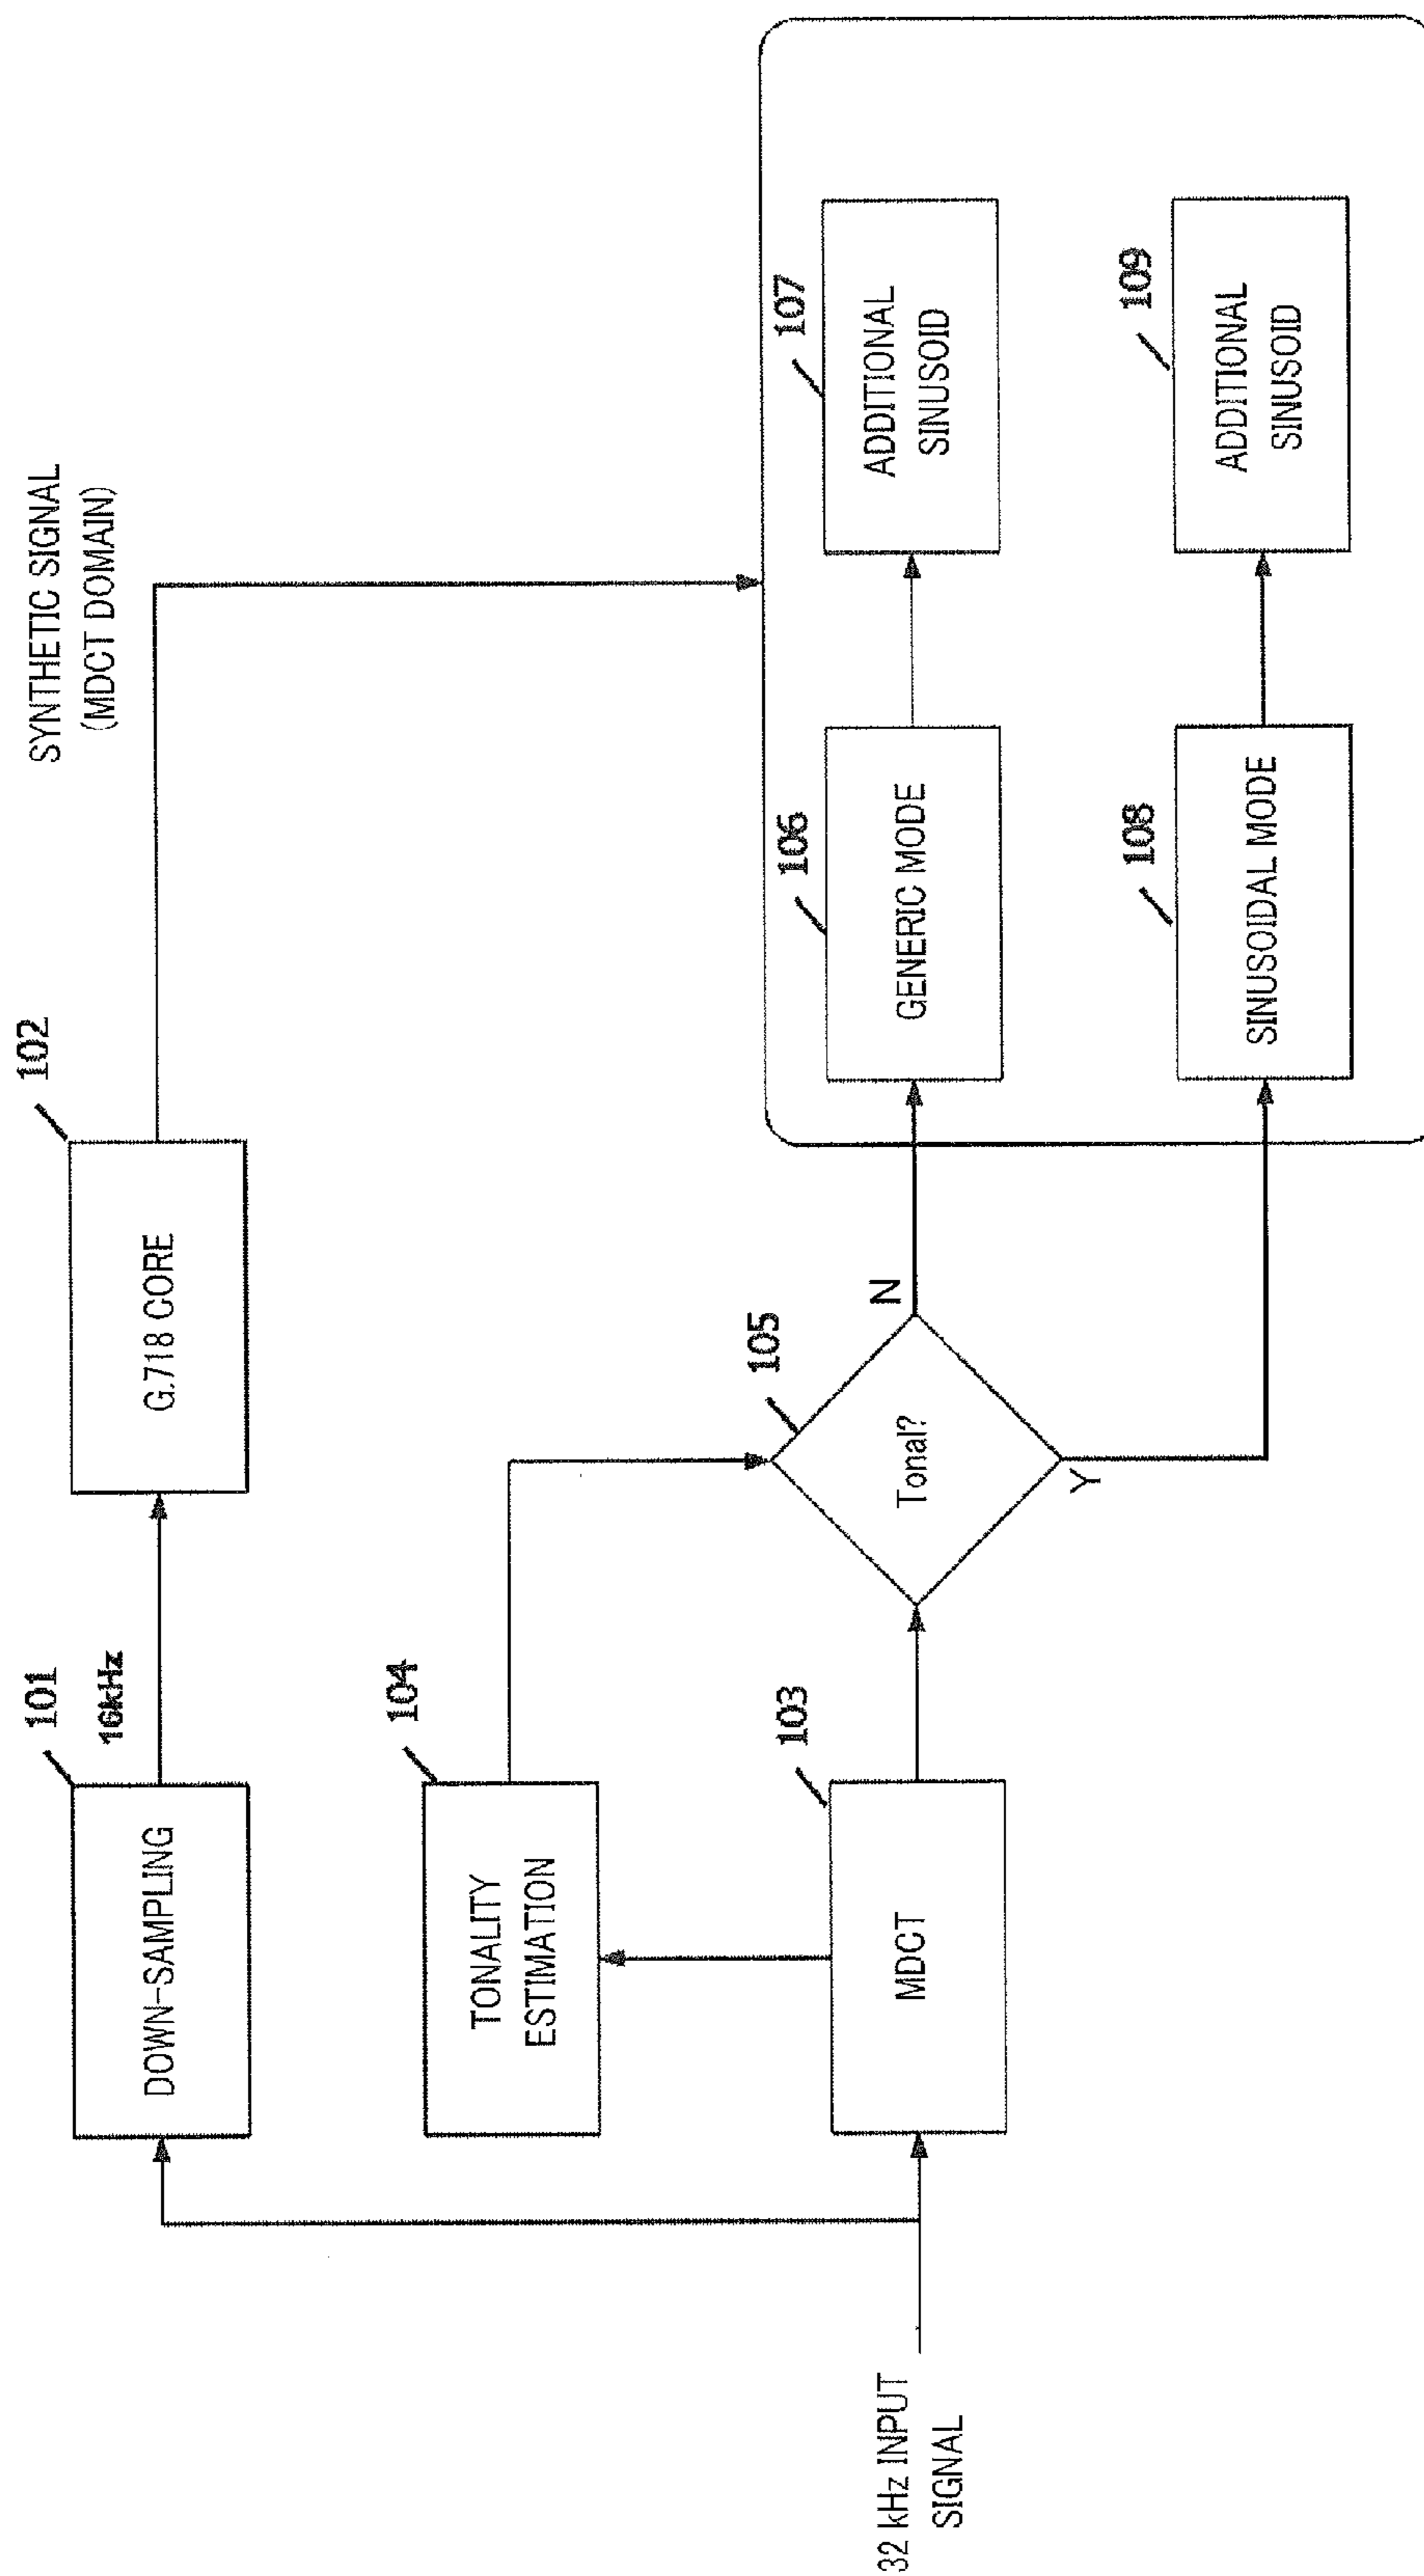 SYNTHETIC SIGNAL
(MDCT DOMAIN)
101
DOWN-SAMPLING
16kHz
102
G.718 CORE
104
TONALITY
ESTIMATION
103
MDCT
32 kHz INPUT
SIGNAL
105
Tonal?
N
Y
106
GENERIC MODE
107
ADDITIONAL
SINUSOID
108
SINUSOIDAL MODE
109
ADDITIONAL
SINUSOID